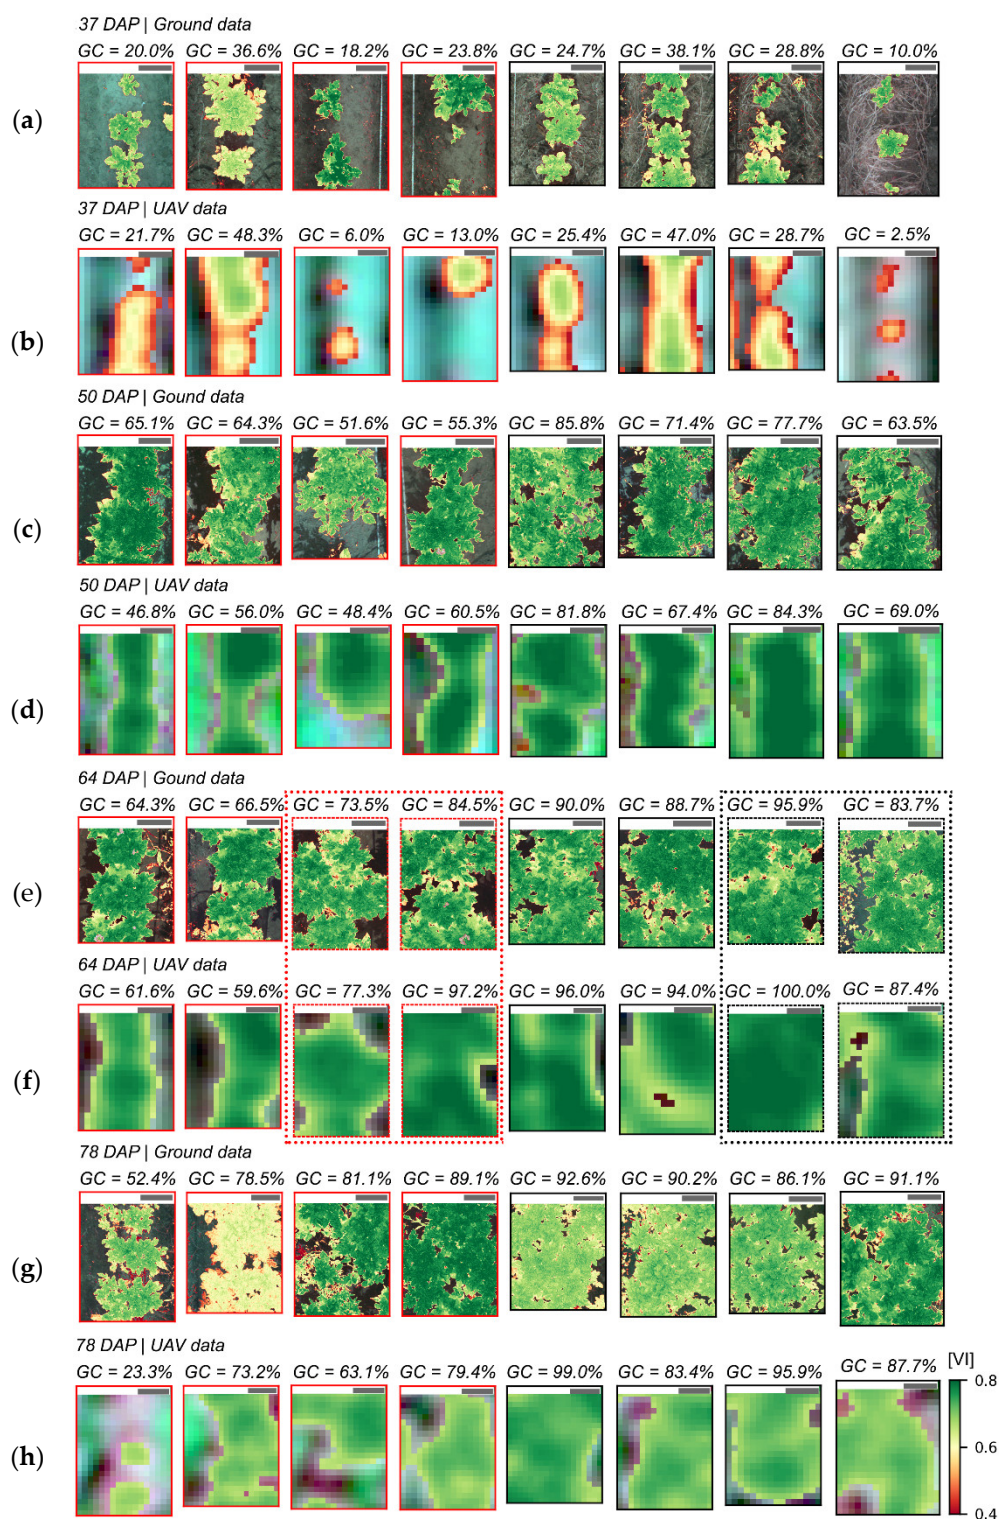 37 DAP | Ground data
GC = 20.0% GC = 36.6% GC = 18.2% GC = 23.8% GC = 24.7% GC = 38.1% GC = 28.8% GC = 10.0%
(a)
37 DAP | UAV data
GC = 21.7% GC = 48.3% GC = 6.0% GC = 13.0% GC = 25.4% GC = 47.0% GC = 28.7% GC = 2.5%
(b)
50 DAP | Gound data
GC = 65.1% GC = 64.3% GC = 51.6% GC = 55.3% GC = 85.8% GC = 71.4% GC = 77.7% GC = 63.5%
(c)
50 DAP | UAV data
GC = 46.8% GC = 56.0% GC = 48.4% GC = 60.5% GC = 81.8% GC = 67.4% GC = 84.3% GC = 69.0%
(d)
64 DAP | Gound data
GC = 64.3% GC = 66.5% GC = 73.5% GC = 84.5% GC = 90.0% GC = 88.7% GC = 95.9% GC = 83.7%
(e)
64 DAP | UAV data
GC = 61.6% GC = 59.6% GC = 77.3% GC = 97.2% GC = 96.0% GC = 94.0% GC = 100.0% GC = 87.4%
(f)
78 DAP | Ground data
GC = 52.4% GC = 78.5% GC = 81.1% GC = 89.1% GC = 92.6% GC = 90.2% GC = 86.1% GC = 91.1%
(g)
78 DAP | UAV data
GC = 23.3% GC = 73.2% GC = 63.1% GC = 79.4% GC = 99.0% GC = 83.4% GC = 95.9% GC = 87.7%
[VI]
0.8
0.6
0.4
(h)